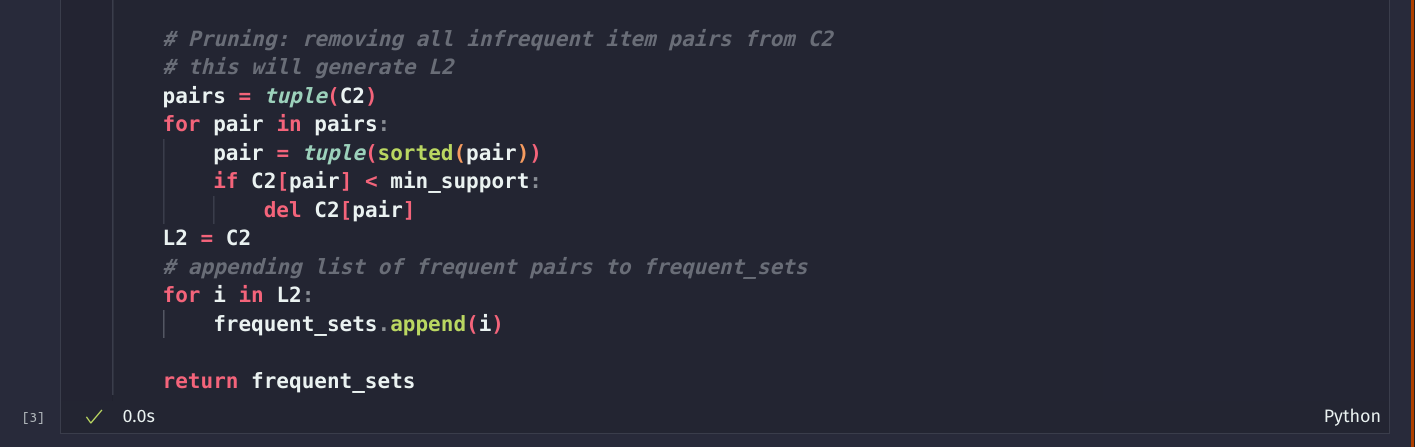 # Pruning: removing all infrequent item pairs from C2
# this will generate L2
pairs = tuple(C2)
for pair in pairs:
    pair = tuple(sorted(pair))
    if C2[pair] < min_support:
        del C2[pair]
L2 = C2
# appending list of frequent pairs to frequent_sets
for i in L2:
    frequent_sets.append(i)
return frequent_sets
[3] ✓ 0.0s Python